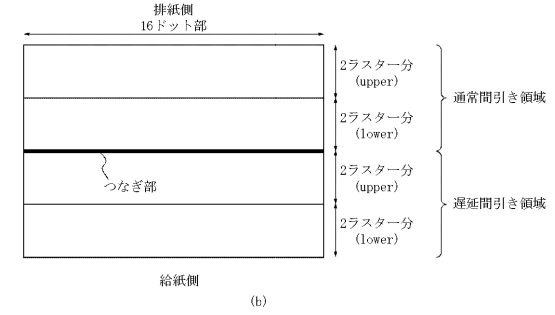 排紙側
16ドット部
2ラスター分
(upper)
2ラスター分
(lower)
通常間引き領域
つなぎ部
2ラスター分
(upper)
2ラスター分
(lower)
遅延間引き領域
給紙側
(b)